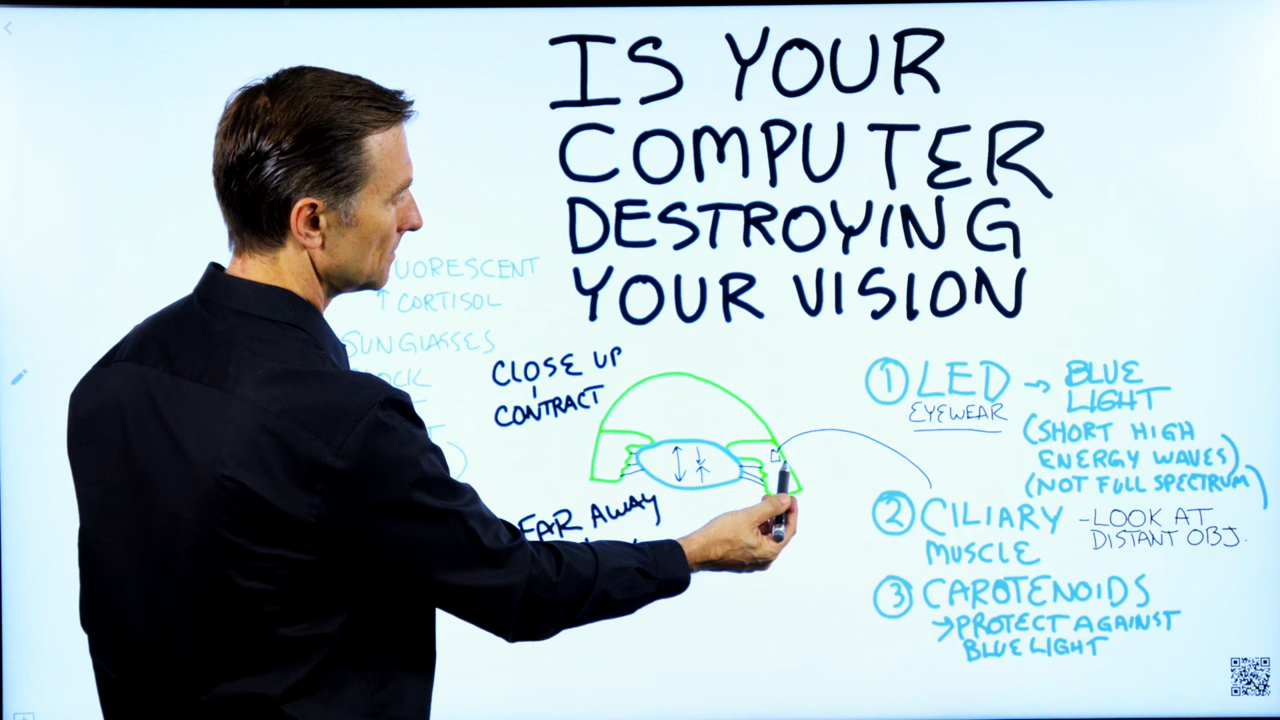 IS YOUR
COMPUTER
DESTROYING
YOUR VISION
UORESCENT
↑ CORTISOL
SUNGLASSES
CLOSE UP
CONTRACT
FAR AWAY
① LED → BLUE
LIGHT
EYEWEAR
(SHORT HIGH
ENERGY WAVES)
(NOT FULL SPECTRUM)
② CILIARY
MUSCLE
-LOOK AT
DISTANT OBJ.
③ CAROTENOIDS
→PROTECT AGAINST
BLUE LIGHT